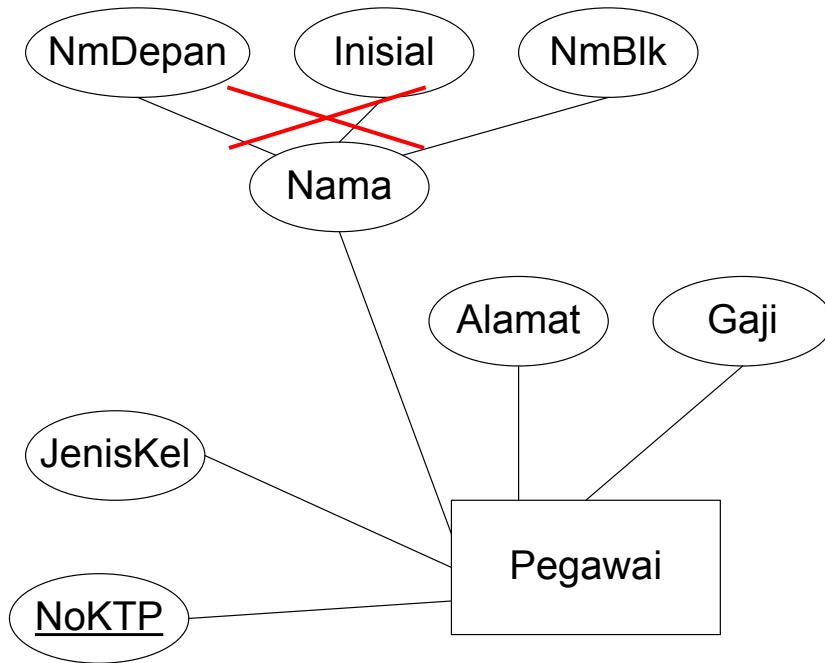 NmDepan
Inisial
NmBlk
Nama
Alamat
Gaji
JenisKel
Pegawai
NoKTP